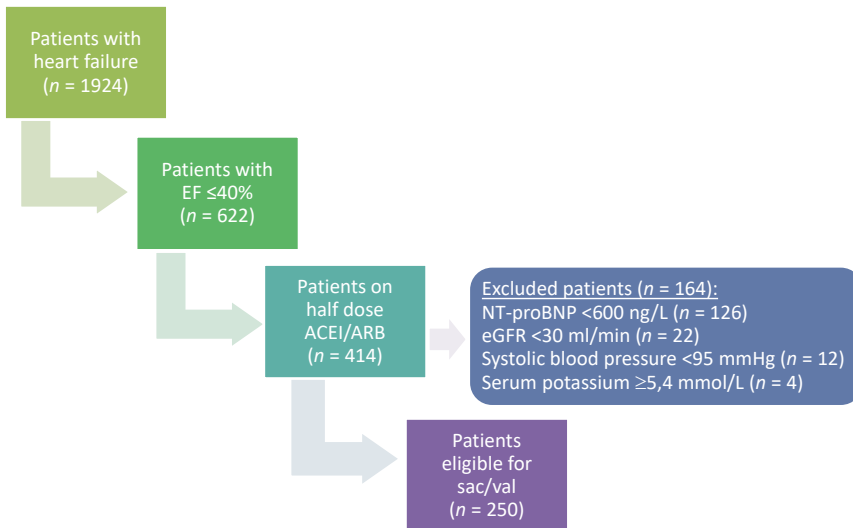 Patients with
heart failure
(n = 1924)
Patients with
EF ≤40%
(n = 622)
Patients on
half dose
ACEI/ARB
(n = 414)
Excluded patients (n = 164):
NT-proBNP <600 ng/L (n = 126)
eGFR <30 ml/min (n = 22)
Systolic blood pressure <95 mmHg (n = 12)
Serum potassium ≥5,4 mmol/L (n = 4)
Patients
eligible for
sac/val
(n = 250)